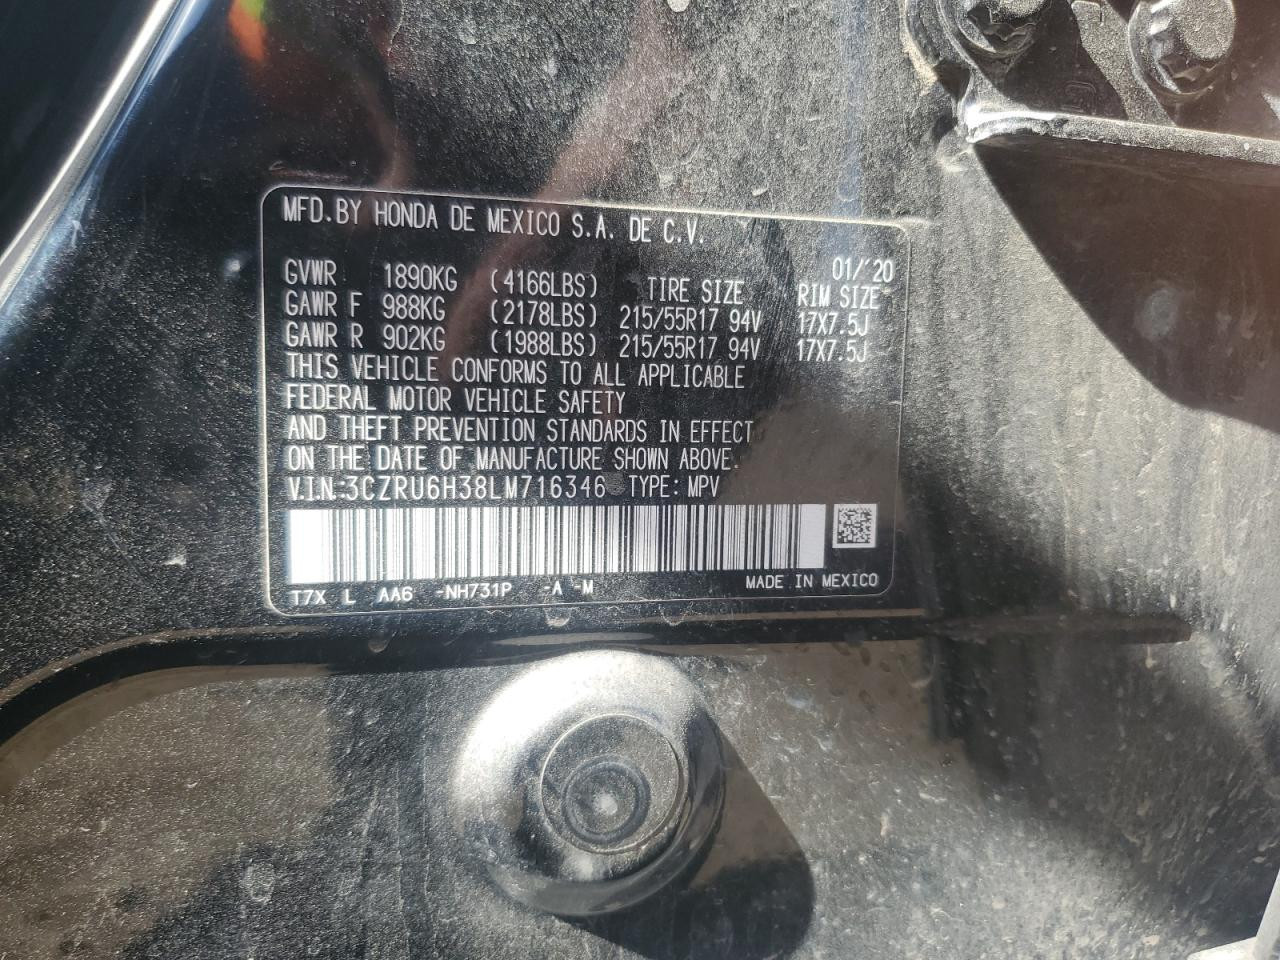 MFD.BY HONDA DE MEXICO S.A. DE C.V.
01/'20
GVWR 1890KG (4166LBS) TIRE SIZE RIM SIZE
GAWR F 988KG (2178LBS) 215/55R17 94V 17X7.5J
GAWR R 902KG (1988LBS) 215/55R17 94V 17X7.5J
THIS VEHICLE CONFORMS TO ALL APPLICABLE
FEDERAL MOTOR VEHICLE SAFETY
AND THEFT PREVENTION STANDARDS IN EFFECT
ON THE DATE OF MANUFACTURE SHOWN ABOVE.
V.I.N:3CZRU6H38LM716346 TYPE: MPV
T7X L AA6 -NH731P -A -M MADE IN MEXICO